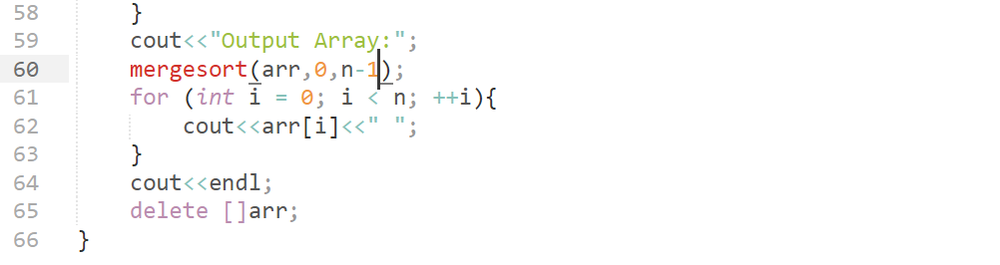 58 }
59 cout<<"Output Array:";
60 mergesort(arr,0,n-1);
61 for (int i = 0; i < n; ++i){
62 cout<<arr[i]<<" ";
63 }
64 cout<<endl;
65 delete []arr;
66 }